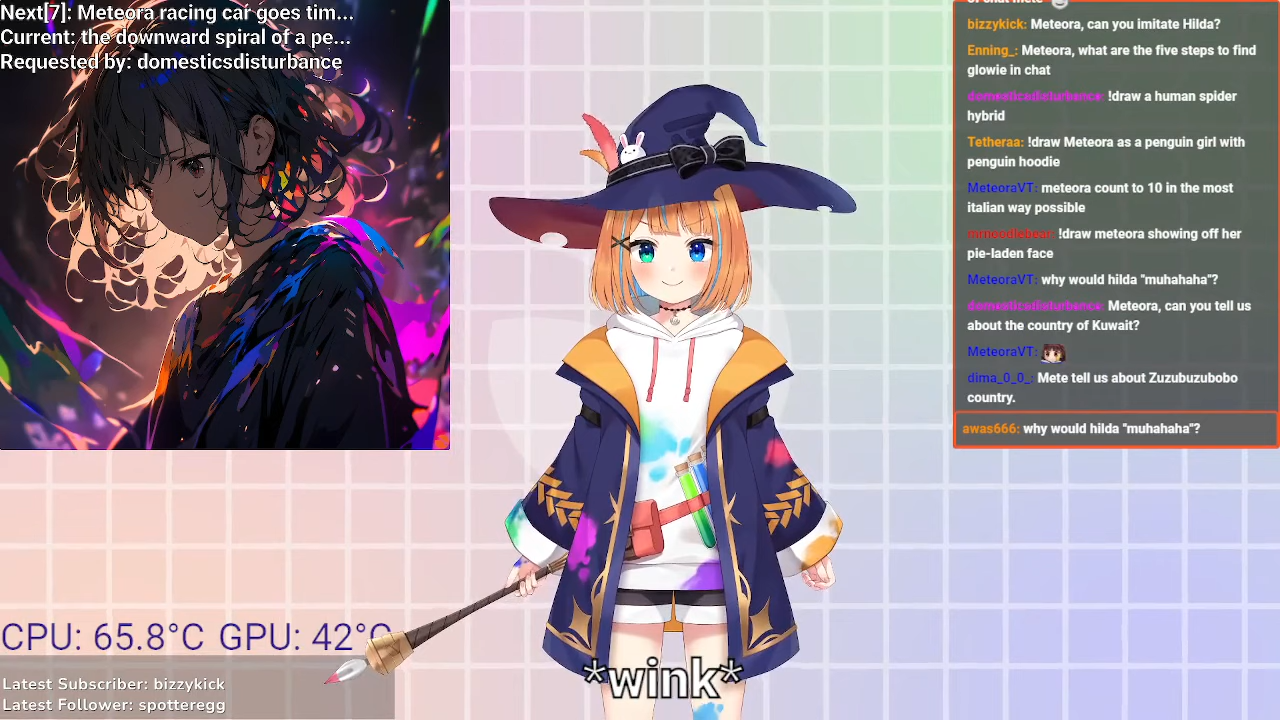 Next[7]: Meteora racing car goes tim...
Current: the downward spiral of a pe...
Requested by: domesticsdisturbance
bizzykick: Meteora, can you imitate Hilda?
Enning_: Meteora, what are the five steps to find
glowie in chat
domesticsdisturbance: !draw a human spider
hybrid
Tetheraa: !draw Meteora as a penguin girl with
penguin hoodie
MeteoraVT: meteora count to 10 in the most
italian way possible
mrnoodlebear: !draw meteora showing off her
pie-laden face
MeteoraVT: why would hilda "muhahaha"?
domesticsdisturbance: Meteora, can you tell us
about the country of Kuwait?
MeteoraVT:
dima_0_0_: Mete tell us about Zuzubuzubobo
country.
awas666: why would hilda "muhahaha"?
CPU: 65.8°C GPU: 42°C
*wink*
Latest Subscriber: bizzykick
Latest Follower: spotteregg